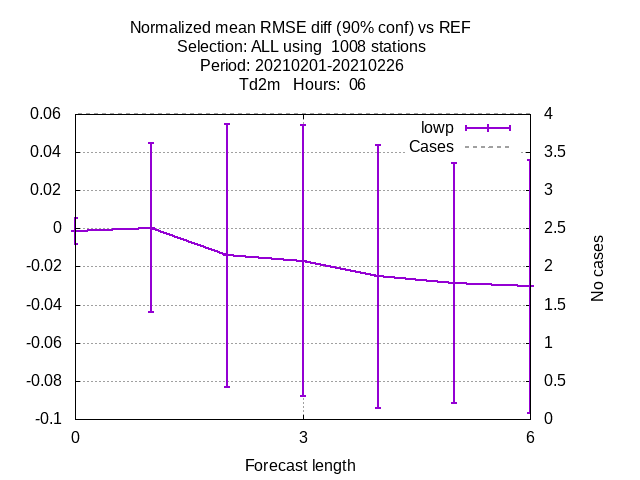 Normalized mean RMSE diff (90% conf) vs REF
Selection: ALL using  1008 stations
Period: 20210201-20210226
Td2m   Hours:  06
lowp
Cases
0.06
0.04
0.02
0
-0.02
-0.04
-0.06
-0.08
-0.1
4
3.5
3
2.5
2
1.5
1
0.5
0
No cases
0 3 6
Forecast length